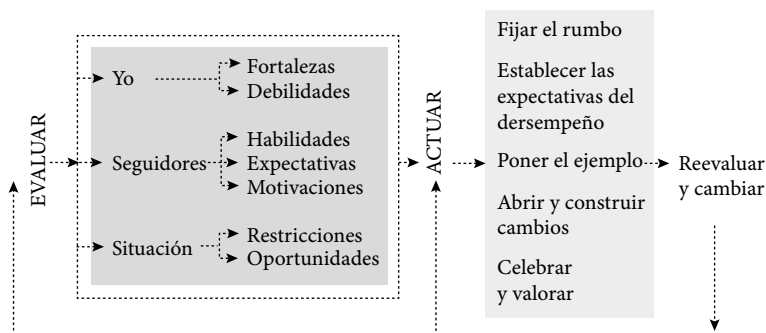 EVALUAR
Yo
Fortalezas
Debilidades
Seguidores
Habilidades
Expectativas
Motivaciones
Situación
Restricciones
Oportunidades
ACTUAR
Fijar el rumbo
Establecer las
expectativas del
dersempeño
Poner el ejemplo
Abrir y construir
cambios
Celebrar
y valorar
Reevaluar
y cambiar